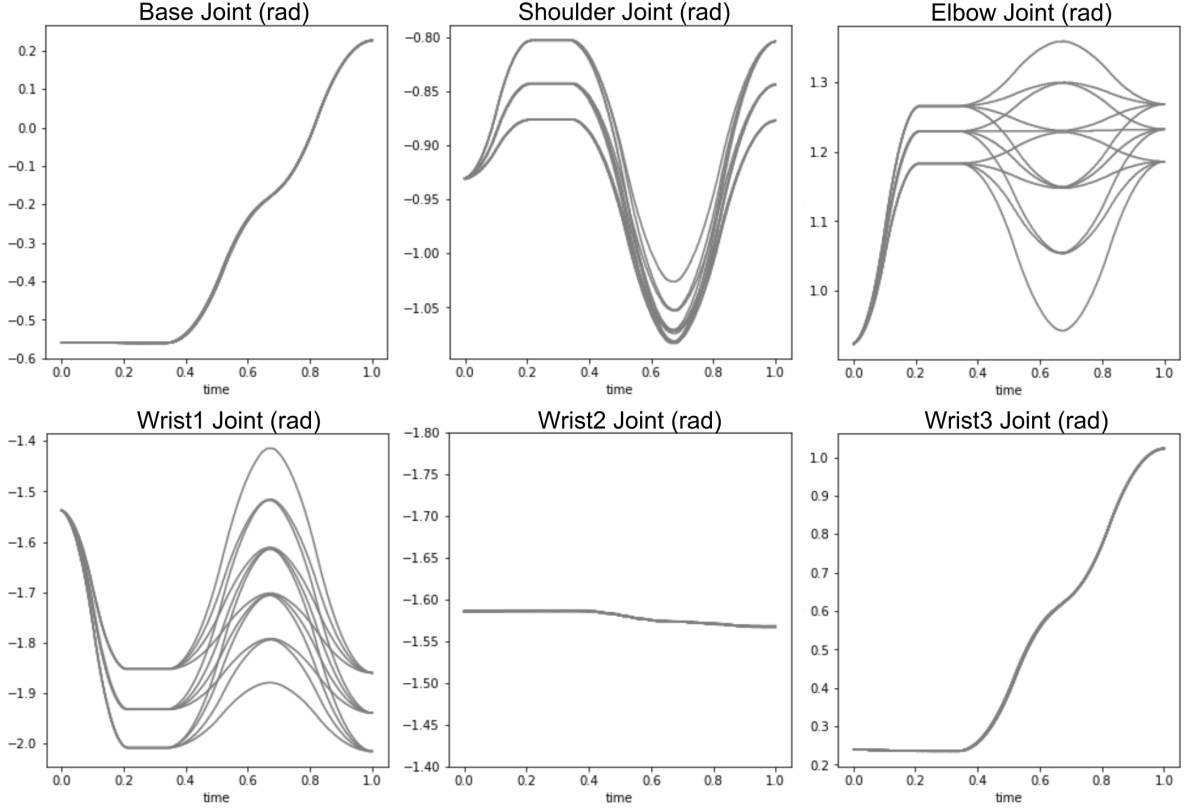 Base Joint (rad)
0.2
0.1
0.0
−0.1
−0.2
−0.3
−0.4
−0.5
−0.6
0.0 0.2 0.4 0.6 0.8 1.0
time
Shoulder Joint (rad)
−0.80
−0.85
−0.90
−0.95
−1.00
−1.05
0.0 0.2 0.4 0.6 0.8 1.0
time
Elbow Joint (rad)
1.3
1.2
1.1
1.0
0.0 0.2 0.4 0.6 0.8 1.0
time
Wrist1 Joint (rad)
−1.4
−1.5
−1.6
−1.7
−1.8
−1.9
−2.0
0.0 0.2 0.4 0.6 0.8 1.0
time
Wrist2 Joint (rad)
−1.80
−1.75
−1.70
−1.65
−1.60
−1.55
−1.50
−1.45
−1.40
0.0 0.2 0.4 0.6 0.8 1.0
time
Wrist3 Joint (rad)
1.0
0.9
0.8
0.7
0.6
0.5
0.4
0.3
0.2
0.0 0.2 0.4 0.6 0.8 1.0
time